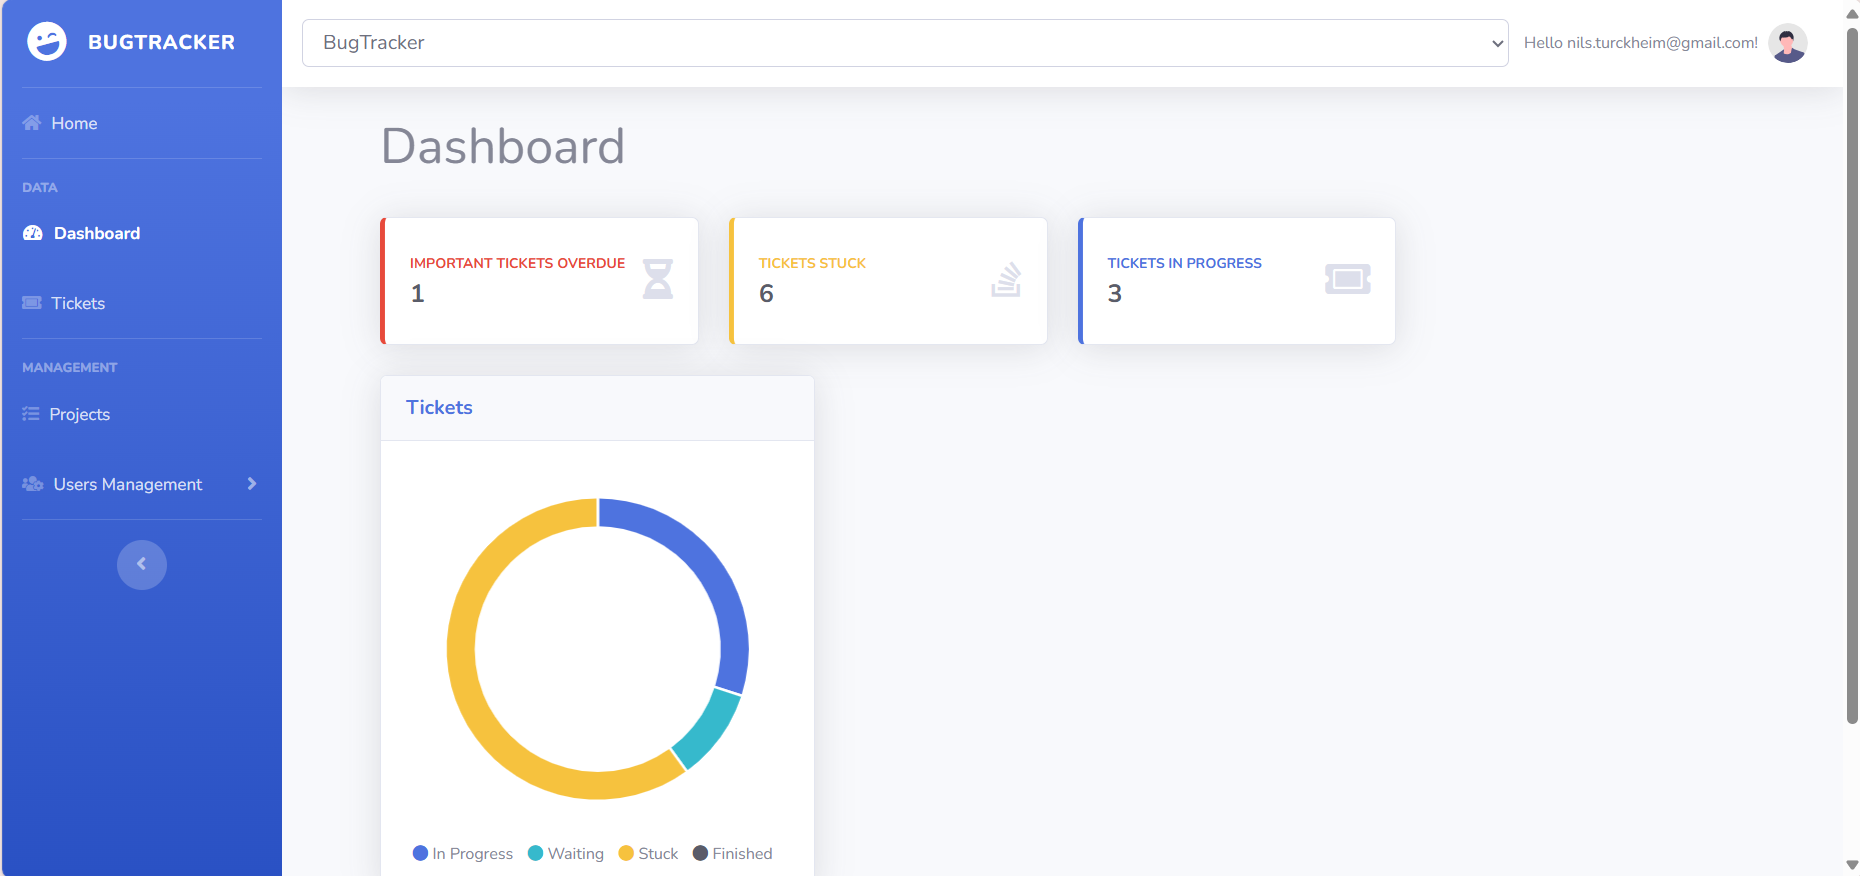 BUGTRACKER
BugTracker
Hello nils.turckheim@gmail.com!
Home
DATA
Dashboard
Tickets
MANAGEMENT
Projects
Users Management
Dashboard
IMPORTANT TICKETS OVERDUE
1
TICKETS STUCK
6
TICKETS IN PROGRESS
3
Tickets
In Progress Waiting Stuck Finished